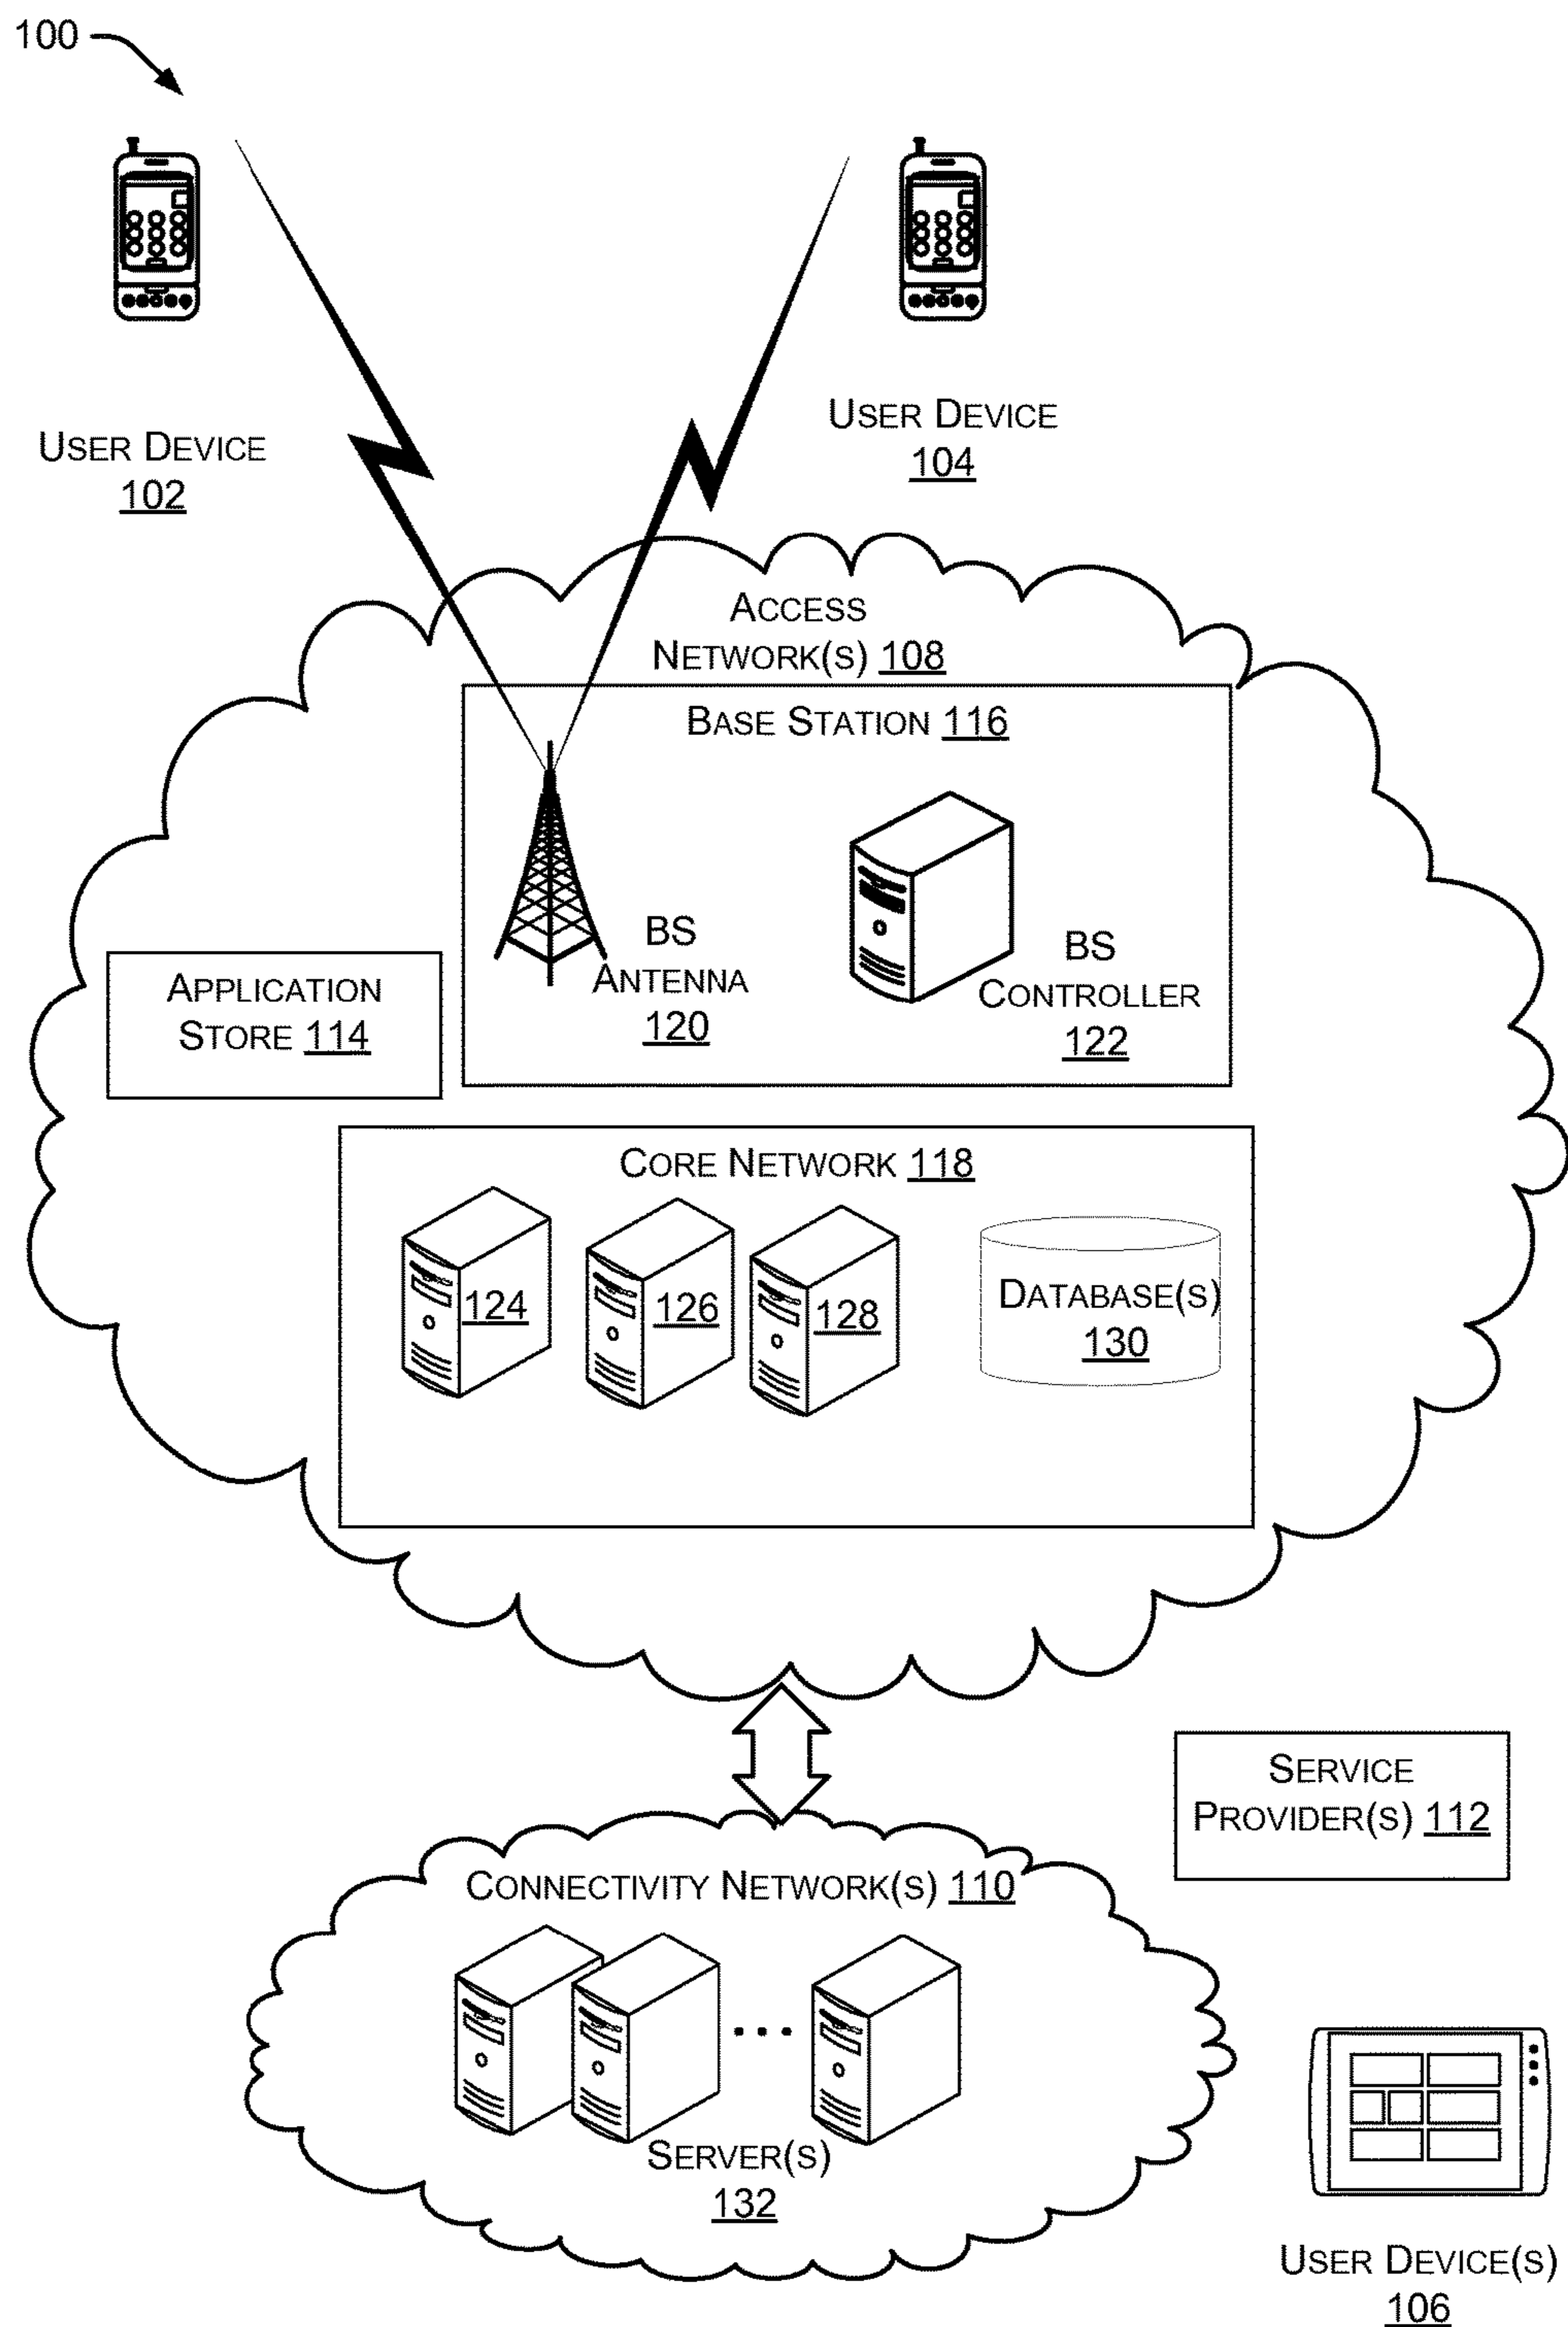 100
USER DEVICE
102
USER DEVICE
104
ACCESS
NETWORK(S) 108
BASE STATION 116
BS
ANTENNA
120
BS
CONTROLLER
122
APPLICATION
STORE 114
CORE NETWORK 118
124
126
128
DATABASE(S)
130
SERVICE
PROVIDER(S) 112
CONNECTIVITY NETWORK(S) 110
SERVER(S)
132
USER DEVICE(S)
106